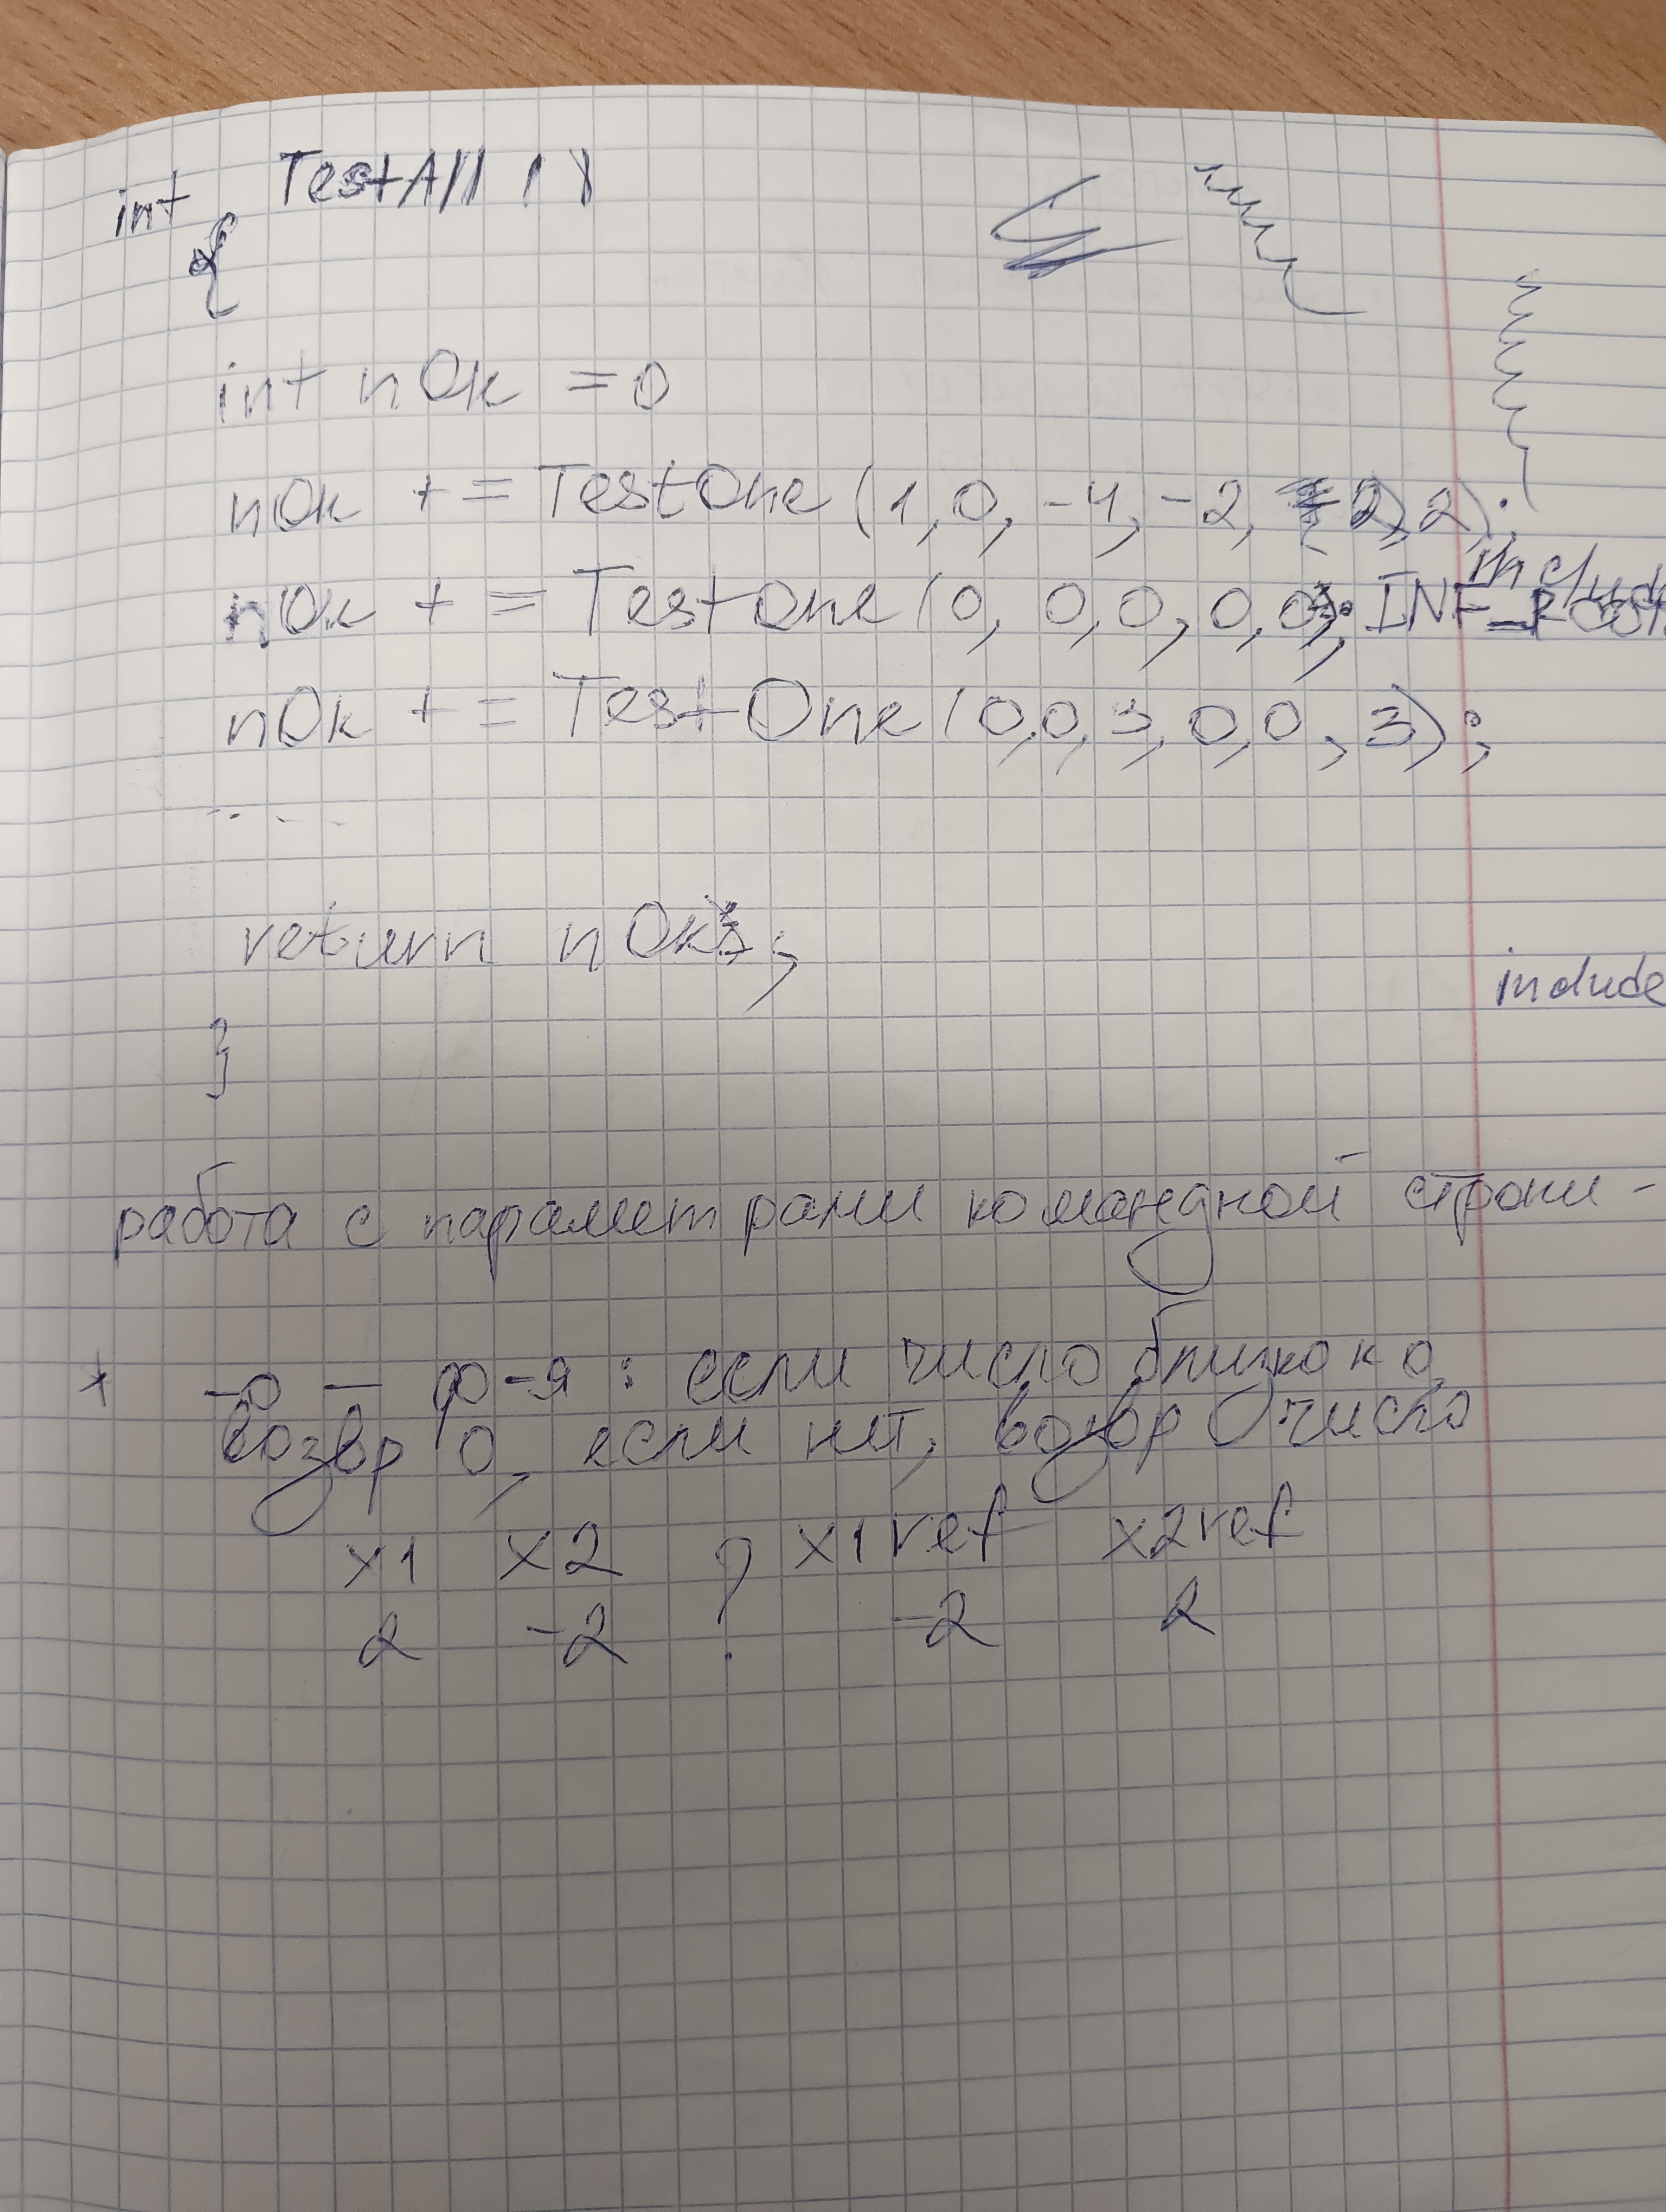 int TestAll ()
{
int nOk = 0
nOk += TestOne (1, 0, -4, -2, 2), 2);
include
nOk += TestOne (0, 0, 0, 0, 0, INF_ROOTS
nOk += TestOne (0, 0, 3, 0, 0, 3);
....
return nOk;
include
}
работа с параметрами командной строки -
* -0 — ф-я : если число близко к 0,
возвр 0, если нет, возвр число
x1 x2 ? x1ref x2ref
2 -2 -2 2